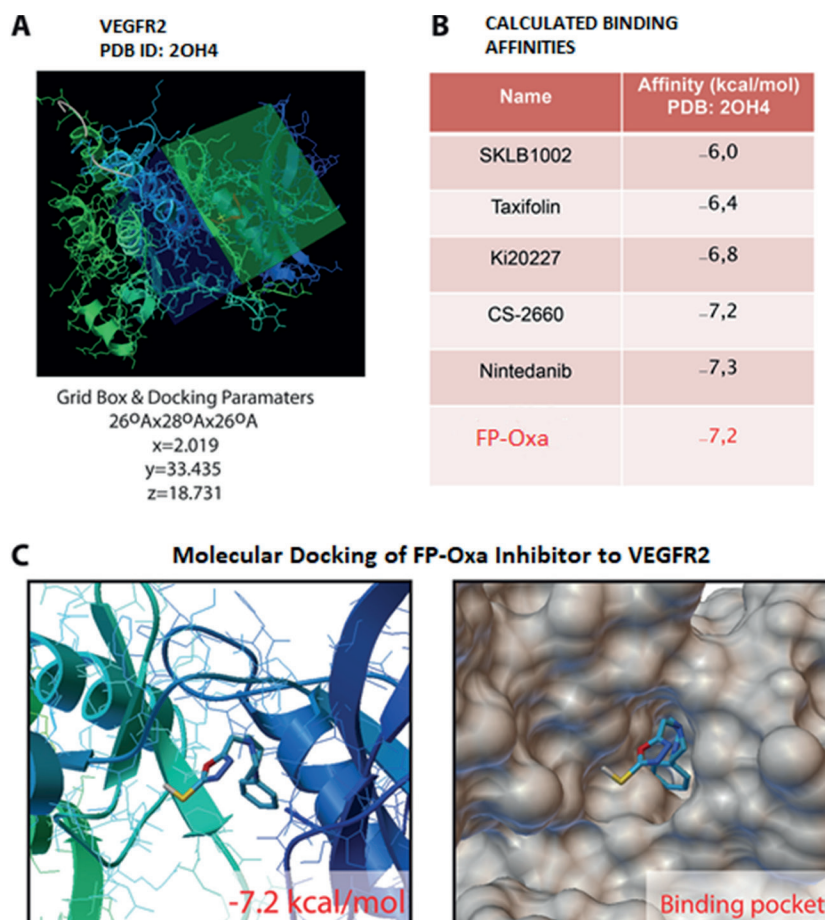 A
VEGFR2
PDB ID: 2OH4
Grid Box & Docking Paramaters
26ºAx28ºAx26ºA
x=2.019
y=33.435
z=18.731
B
CALCULATED BINDING
AFFINITIES
Name
Affinity (kcal/mol)
PDB: 2OH4
SKLB1002
–6,0
Taxifolin
–6,4
Ki20227
–6,8
CS-2660
–7,2
Nintedanib
–7,3
FP-Oxa
–7,2
C
Molecular Docking of FP-Oxa Inhibitor to VEGFR2
-7.2 kcal/mol
Binding pocket